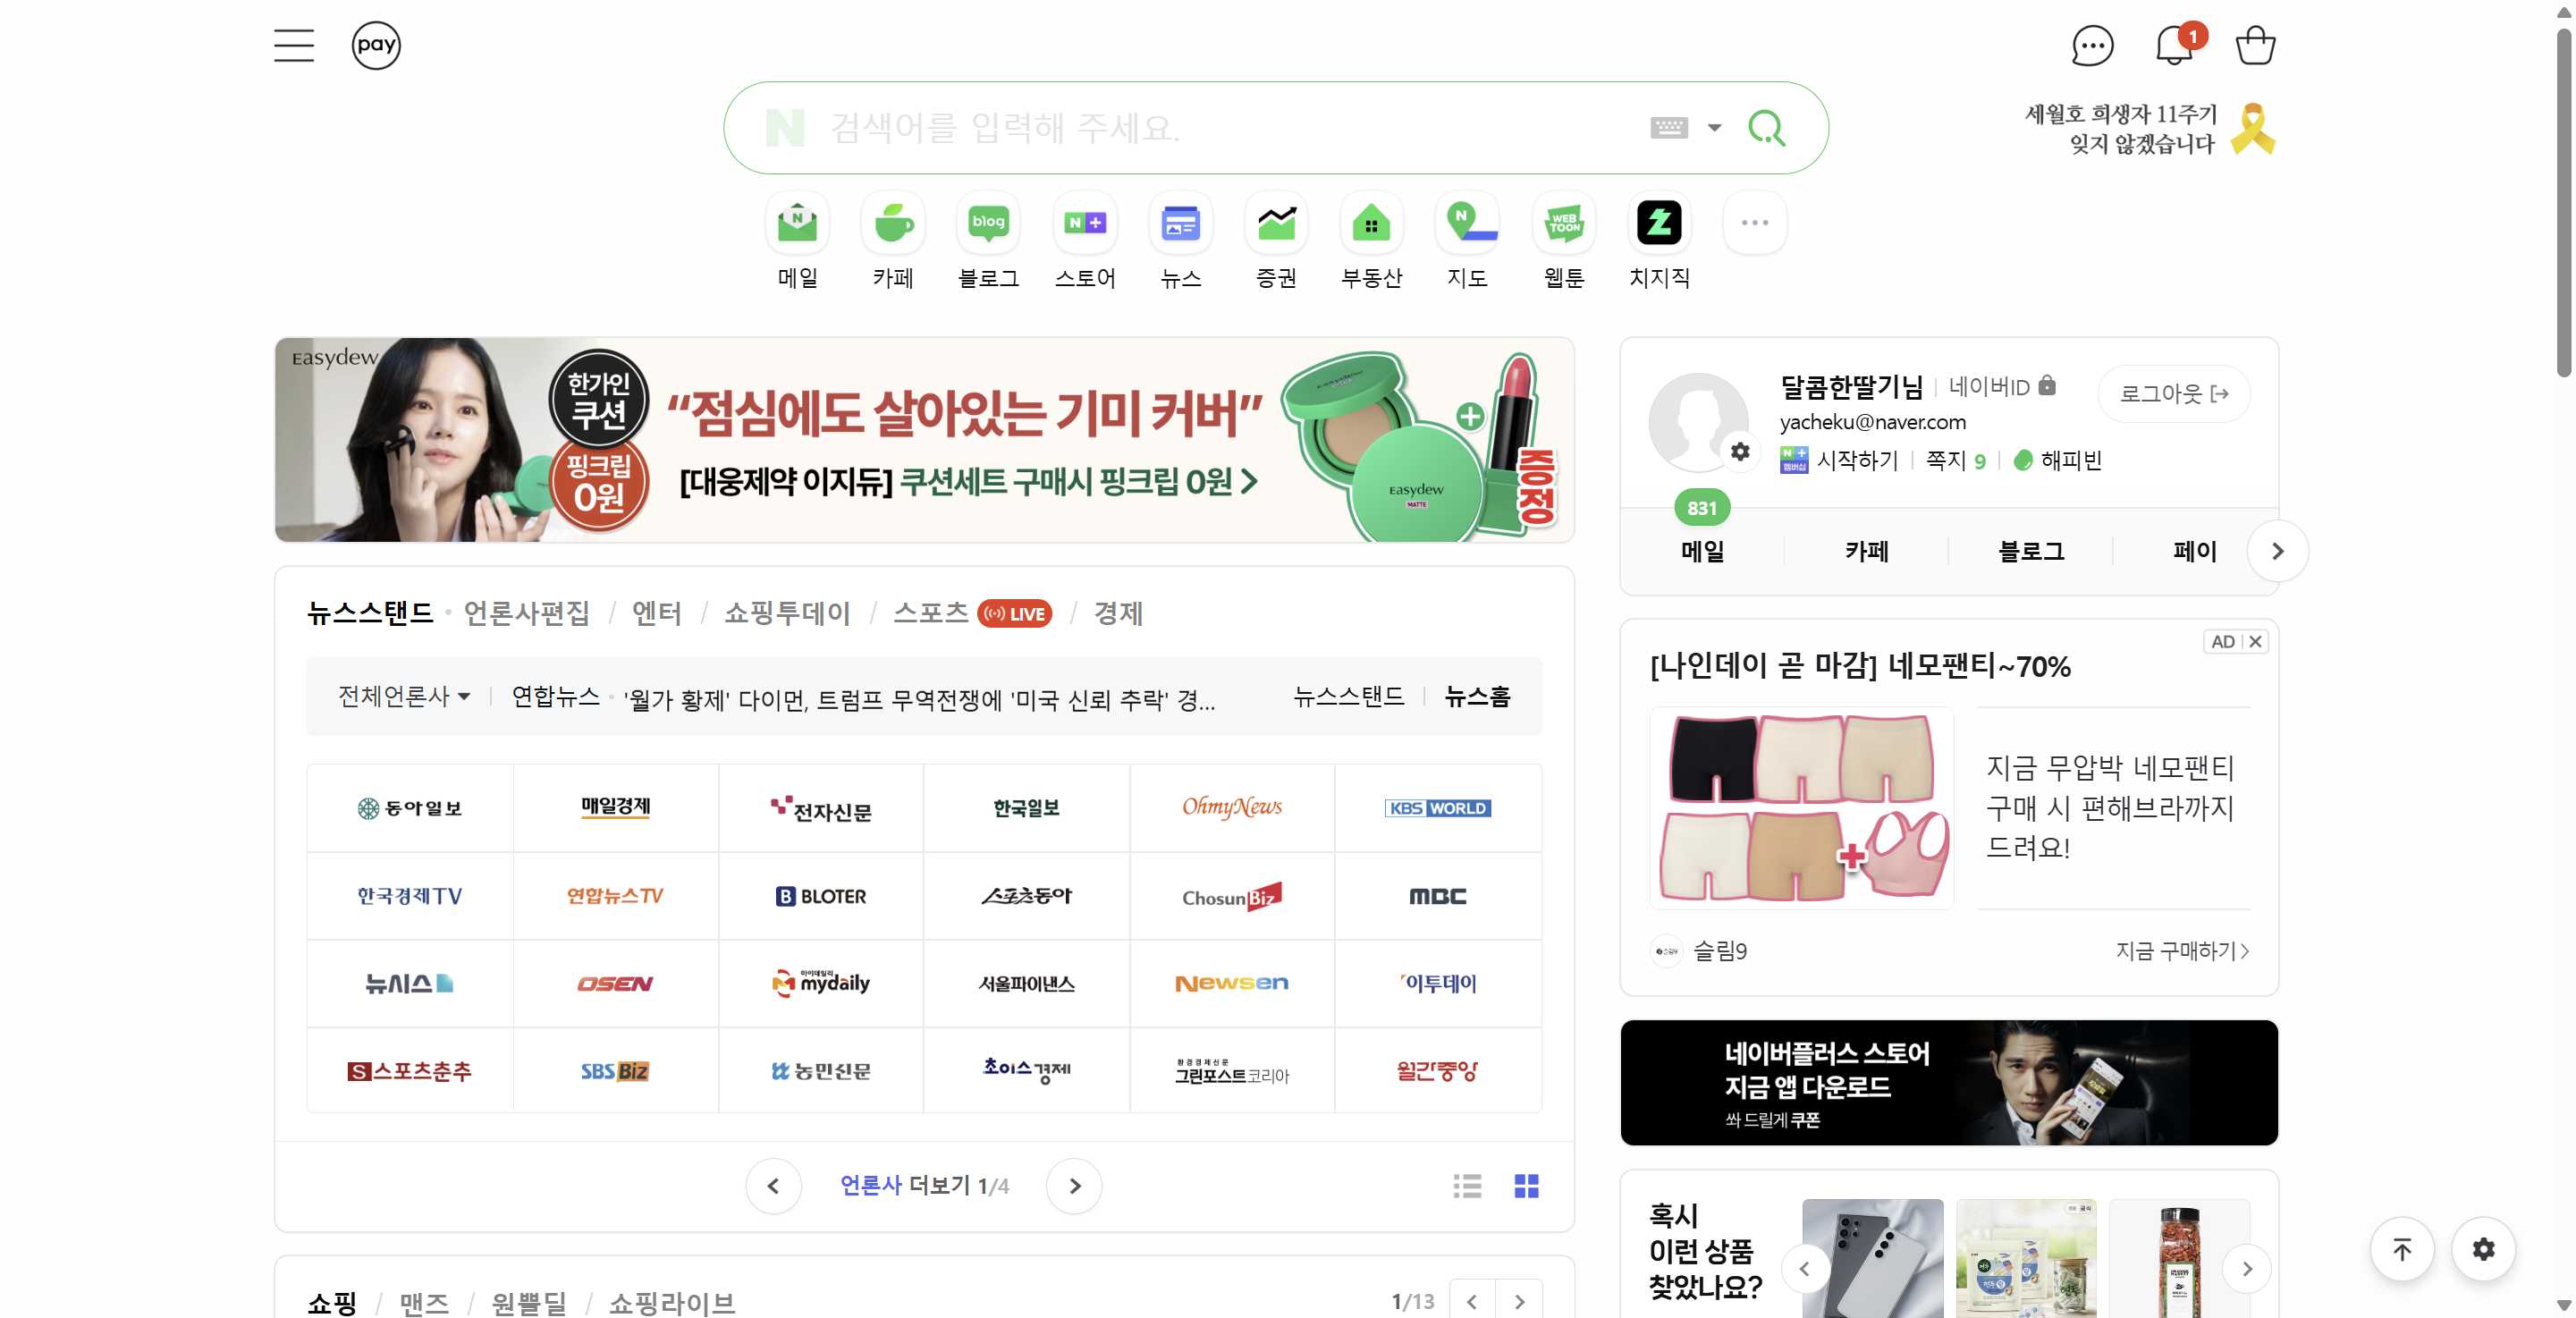 pay
1
N 검색어를 입력해 주세요.
세월호 희생자 11주기
잊지 않겠습니다
메일
카페
blog
블로그
N+
스토어
뉴스
증권
부동산
N
지도
WEB
TOON
웹툰
치지직
Easydew
한가인
쿠션
핑크립
0원
“점심에도 살아있는 기미 커버”
[대웅제약 이지듀] 쿠션세트 구매시 핑크립 0원 >
Easydew
MATTE
증정
달콤한딸기님 네이버ID
로그아웃
yacheku@naver.com
N+ 멤버십 시작하기 쪽지 9 해피빈
831
메일 카페 블로그 페이
뉴스스탠드 · 언론사편집 / 엔터 / 쇼핑투데이 / 스포츠 LIVE / 경제
전체언론사 연합뉴스 '월가 황제' 다이먼, 트럼프 무역전쟁에 '미국 신뢰 추락' 경... 뉴스스탠드 뉴스홈
동아일보 매일경제 전자신문 한국일보 OhmyNews KBS WORLD
한국경제TV 연합뉴스TV BLOTER 스포츠동아 ChosunBiz MBC
뉴시스 OSEN 마이데일리 mydaily 서울파이낸스 Newsen 이투데이
S스포츠춘추 SBS Biz 농민신문 초이스경제 환경경제신문 그린포스트코리아 월간중앙
언론사 더보기 1/4
AD
[나인데이 곧 마감] 네모팬티~70%
지금 무압박 네모팬티
구매 시 편해브라까지
드려요!
슬림9
지금 구매하기
네이버플러스 스토어
지금 앱 다운로드
쏴 드릴게 쿠폰
혹시
이런 상품
찾았나요?
쇼핑 / 맨즈 / 원쁠딜 / 쇼핑라이브
1/13